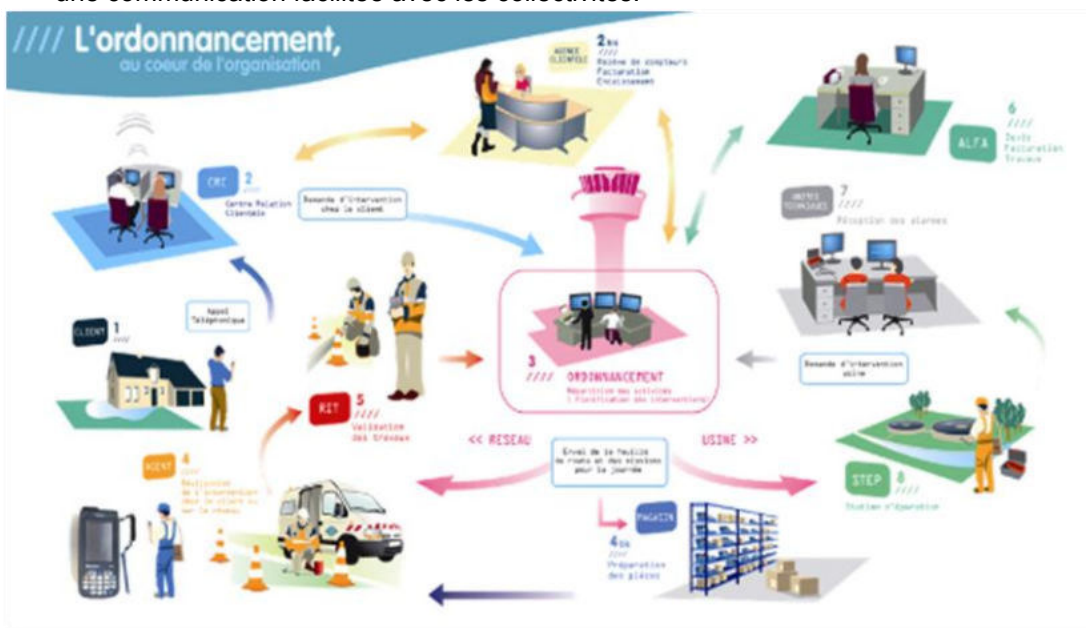 une communication facilitée avec les collectivités.
//// L'ordonnancement,
au coeur de l'organisation
AGENCE
CLIENTÈLE
2 BIS
////
Relève de compteurs
Facturation
Encaissement
6
////
ALFA
Devis
Facturation
Travaux
CRC
2
////
Centre Relation
Clientèle
Demande d'intervention
chez le client
7
////
TECHNIQUES
Réception des alarmes
Appel
Téléphonique
CLIENT
1
////
3
////
ORDONNANCEMENT
Répartition des activités
(Planification des interventions)
Demande d'intervention
usine
RIT
5
////
Validation
des travaux
<< RESEAU
USINE >>
Envoi de la feuille
de route et des missions
pour la journée
AGENT
4
////
Réalisation
de l'intervention
chez le client ou
sur le réseau
STEP
8
////
Station d'épuration
MAGASIN
4 BIS
////
Préparation
des pièces